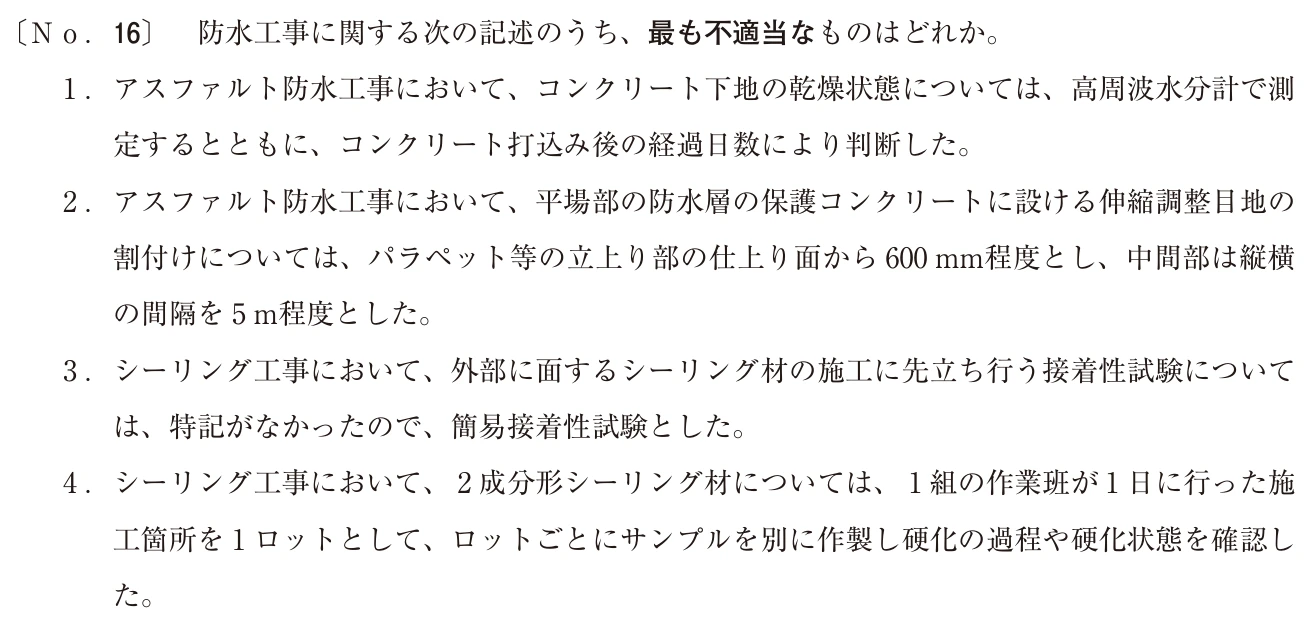 〔Ｎｏ．16〕　防水工事に関する次の記述のうち、最も不適当なものはどれか。
１．アスファルト防水工事において、コンクリート下地の乾燥状態については、高周波水分計で測
定するとともに、コンクリート打込み後の経過日数により判断した。
２．アスファルト防水工事において、平場部の防水層の保護コンクリートに設ける伸縮調整目地の
割付けについては、パラペット等の立上り部の仕上り面から 600 mm程度とし、中間部は縦横
の間隔を５m程度とした。
３．シーリング工事において、外部に面するシーリング材の施工に先立ち行う接着性試験について
は、特記がなかったので、簡易接着性試験とした。
４．シーリング工事において、２成分形シーリング材については、１組の作業班が１日に行った施
工箇所を１ロットとして、ロットごとにサンプルを別に作製し硬化の過程や硬化状態を確認し
た。